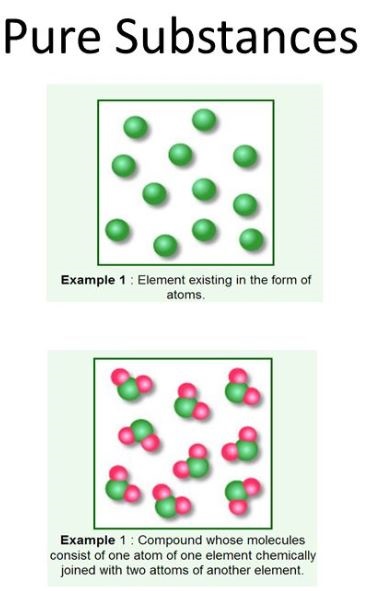 Pure Substances
Example 1 : Element existing in the form of
atoms.
Example 1 : Compound whose molecules
consist of one atom of one element chemically
joined with two attoms of another element.